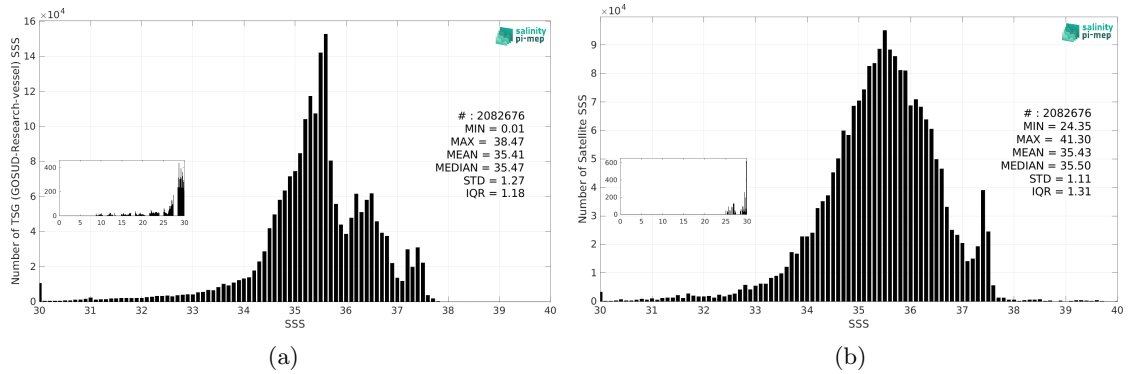 ×10⁴
16
14
12
10
8
6
4
2
0
Number of TSG (GOSUD-Research-vessel) SSS
salinity
pi-mep
# : 2082676
MIN = 0.01
MAX = 38.47
MEAN = 35.41
MEDIAN = 35.47
STD = 1.27
IQR = 1.18
400
200
0
0 5 10 15 20 25 30
30 31 32 33 34 35 36 37 38 39 40
SSS
(a)
×10⁴
9
8
7
6
5
4
3
2
1
0
Number of Satellite SSS
salinity
pi-mep
# : 2082676
MIN = 24.35
MAX = 41.30
MEAN = 35.43
MEDIAN = 35.50
STD = 1.11
IQR = 1.31
600
400
200
0
0 5 10 15 20 25 30
30 31 32 33 34 35 36 37 38 39 40
SSS
(b)